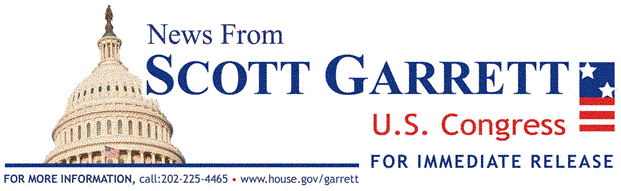 News From
SCOTT GARRETT
U.S. Congress
FOR IMMEDIATE RELEASE
FOR MORE INFORMATION, call:202-225-4465 • www.house.gov/garrett